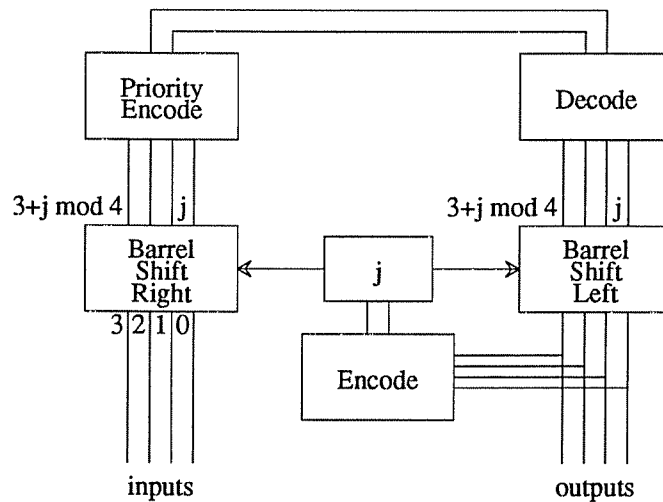 Priority
Encode
Decode
3+j mod 4
j
3+j mod 4
j
Barrel
Shift
Right
j
Barrel
Shift
Left
3 2 1 0
Encode
inputs
outputs